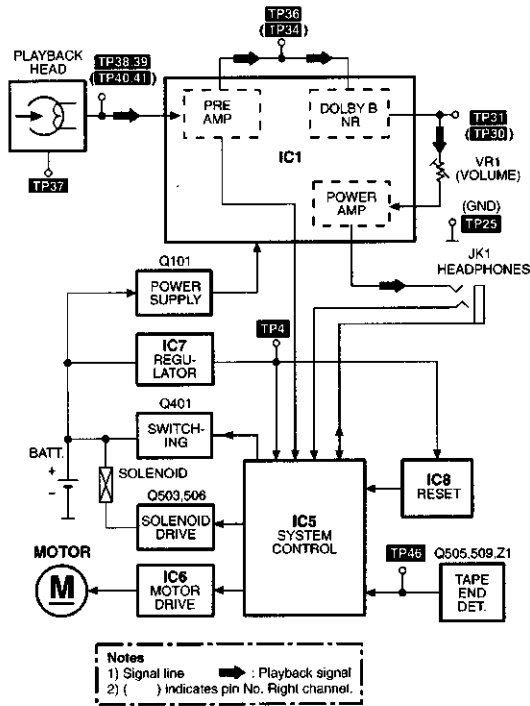 TP36
(TP34)
PLAYBACK
HEAD
TP38,39
(TP40,41)
PRE
AMP
DOLBY B
NR
TP31
(TP30)
IC1
VR1
(VOLUME)
TP37
POWER
AMP
(GND)
TP25
JK1
HEADPHONES
Q101
POWER
SUPPLY
IC7
REGU-
LATOR
TP4
Q401
SWITCH-
ING
BATT.
+
-
SOLENOID
Q503,506
SOLENOID
DRIVE
IC5
SYSTEM
CONTROL
IC8
RESET
MOTOR
M
IC6
MOTOR
DRIVE
TP46
Q505,509,Z1
TAPE
END
DET.
Notes
1) Signal line : Playback signal
2) ( ) indicates pin No. Right channel.